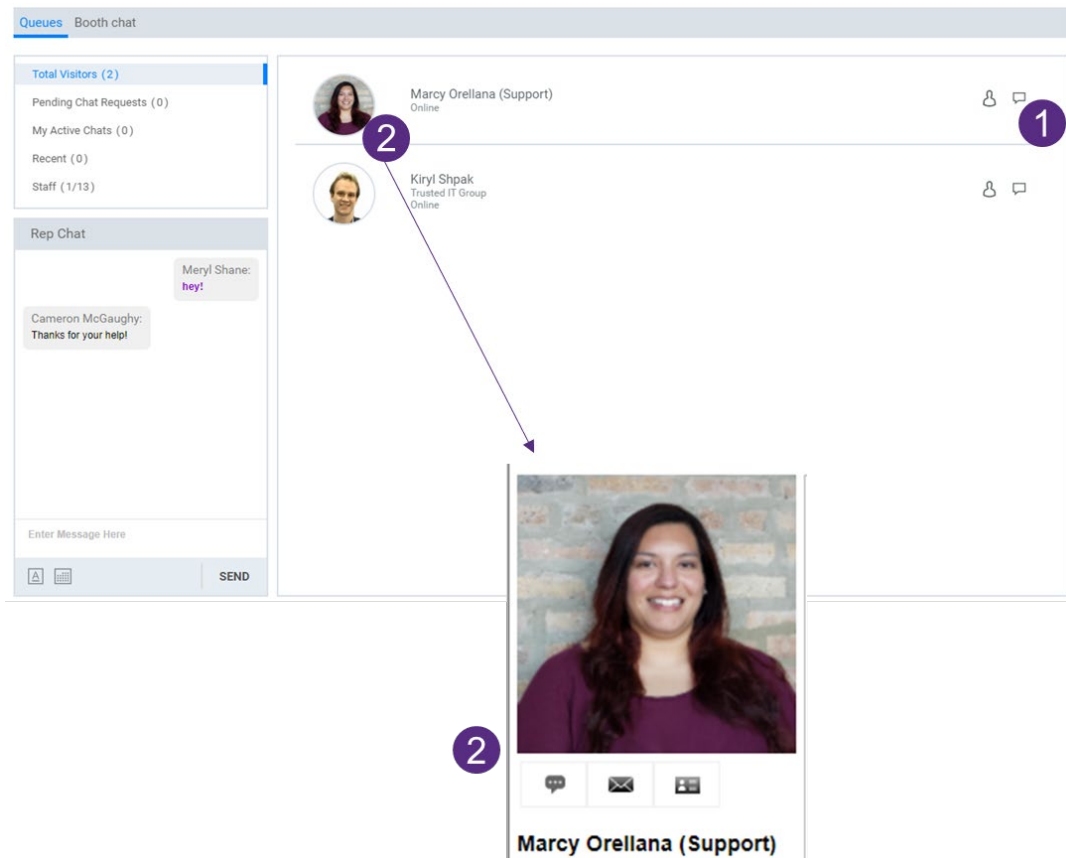 Queues Booth chat
Total Visitors (2)
Pending Chat Requests (0)
My Active Chats (0)
Recent (0)
Staff (1/13)
Marcy Orellana (Support)
Online
1
2
Kiryl Shpak
Trusted IT Group
Online
Rep Chat
Meryl Shane:
hey!
Cameron McGaughy:
Thanks for your help!
Enter Message Here
A
SEND
2
Marcy Orellana (Support)